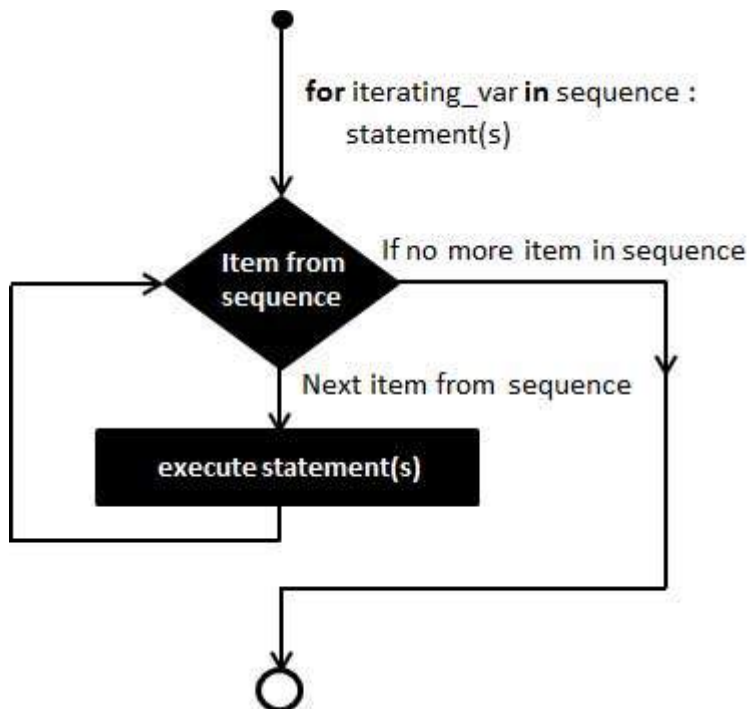 for iterating_var in sequence :
statement(s)
If no more item in sequence
Item from
sequence
Next item from sequence
execute statement(s)